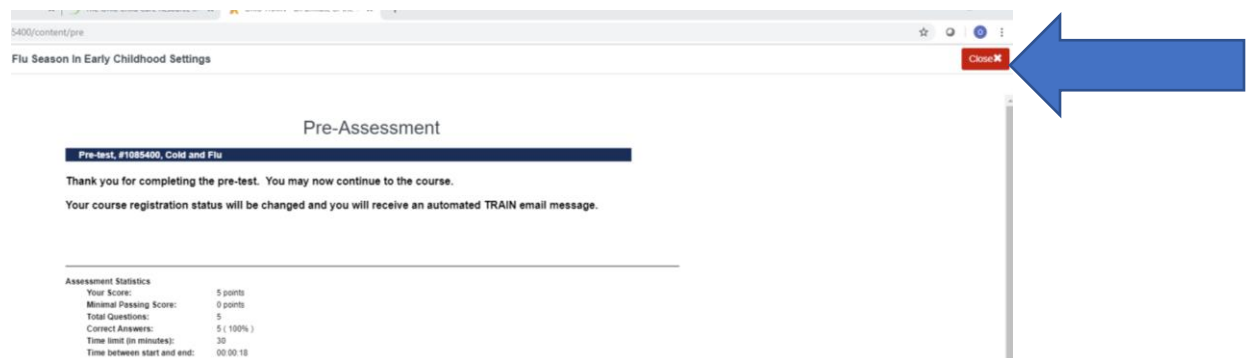 5400/content/pre
Flu Season In Early Childhood Settings
Close✖
Pre-Assessment
Pre-test, #1085400, Cold and Flu
Thank you for completing the pre-test. You may now continue to the course.
Your course registration status will be changed and you will receive an automated TRAIN email message.
Assessment Statistics
Your Score: 5 points
Minimal Passing Score: 0 points
Total Questions: 5
Correct Answers: 5 ( 100% )
Time limit (in minutes): 30
Time between start and end: 00:00:18